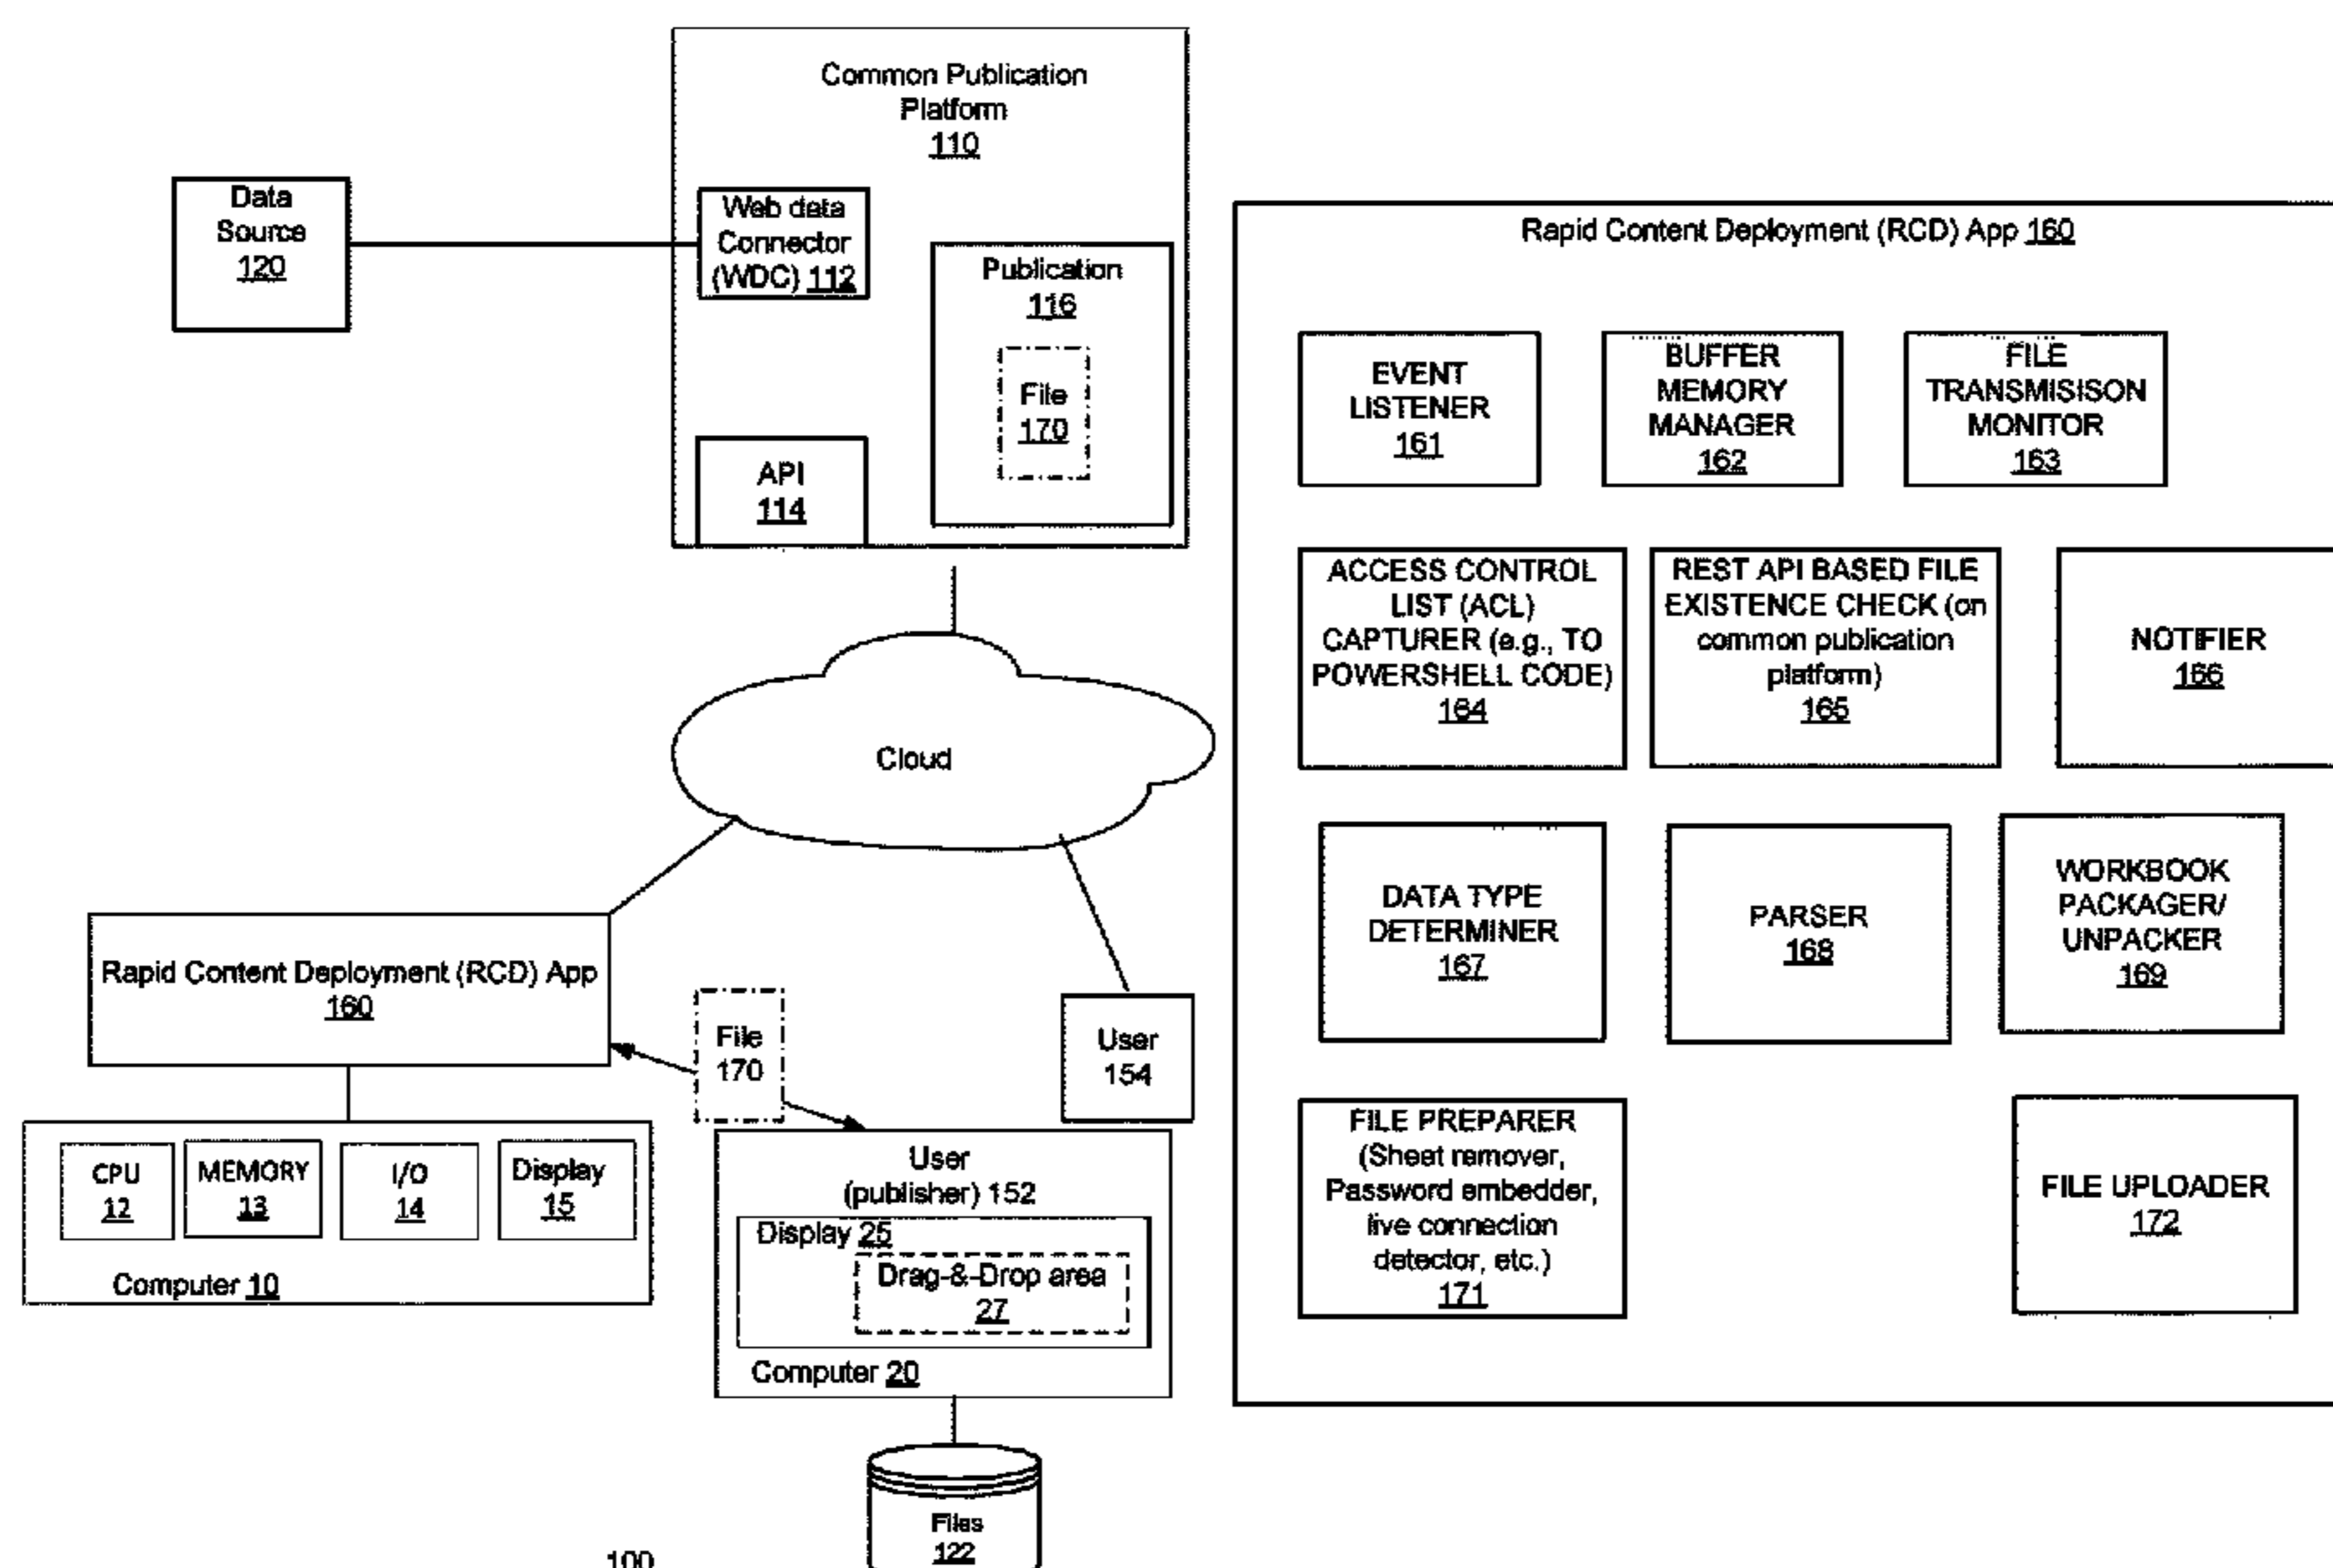 Common Publication
Platform
110
Data
Source
120
Web data
Connector
(WDC) 112
Publication
116
File
170
API
114
Cloud
Rapid Content Deployment (RCD) App
160
File
170
User
154
CPU
12
MEMORY
13
I/O
14
Display
15
Computer 10
User
(publisher) 152
Display 25
Drag-&-Drop area
27
Computer 20
Files
122
100
Rapid Content Deployment (RCD) App 160
EVENT
LISTENER
161
BUFFER
MEMORY
MANAGER
162
FILE
TRANSMISISON
MONITOR
163
ACCESS CONTROL
LIST (ACL)
CAPTURER (e.g., TO
POWERSHELL CODE)
164
REST API BASED FILE
EXISTENCE CHECK (on
common publication
platform)
165
NOTIFIER
166
DATA TYPE
DETERMINER
167
PARSER
168
WORKBOOK
PACKAGER/
UNPACKER
169
FILE PREPARER
(Sheet remover,
Password embedder,
live connection
detector, etc.)
171
FILE UPLOADER
172